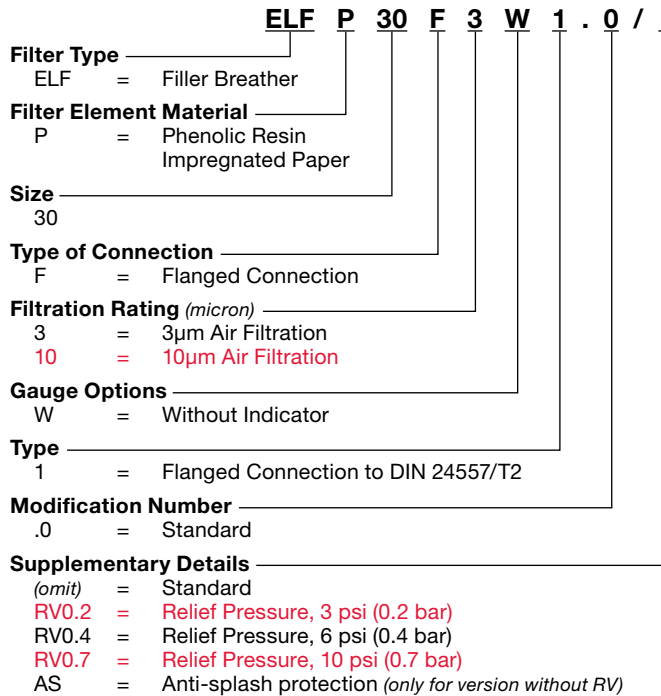 ELF P 30 F 3 W 1 . 0 /
Filter Type
ELF = Filler Breather
Filter Element Material
P = Phenolic Resin
Impregnated Paper
Size
30
Type of Connection
F = Flanged Connection
Filtration Rating (micron)
3 = 3µm Air Filtration
10 = 10µm Air Filtration
Gauge Options
W = Without Indicator
Type
1 = Flanged Connection to DIN 24557/T2
Modification Number
.0 = Standard
Supplementary Details
(omit) = Standard
RV0.2 = Relief Pressure, 3 psi (0.2 bar)
RV0.4 = Relief Pressure, 6 psi (0.4 bar)
RV0.7 = Relief Pressure, 10 psi (0.7 bar)
AS = Anti-splash protection (only for version without RV)